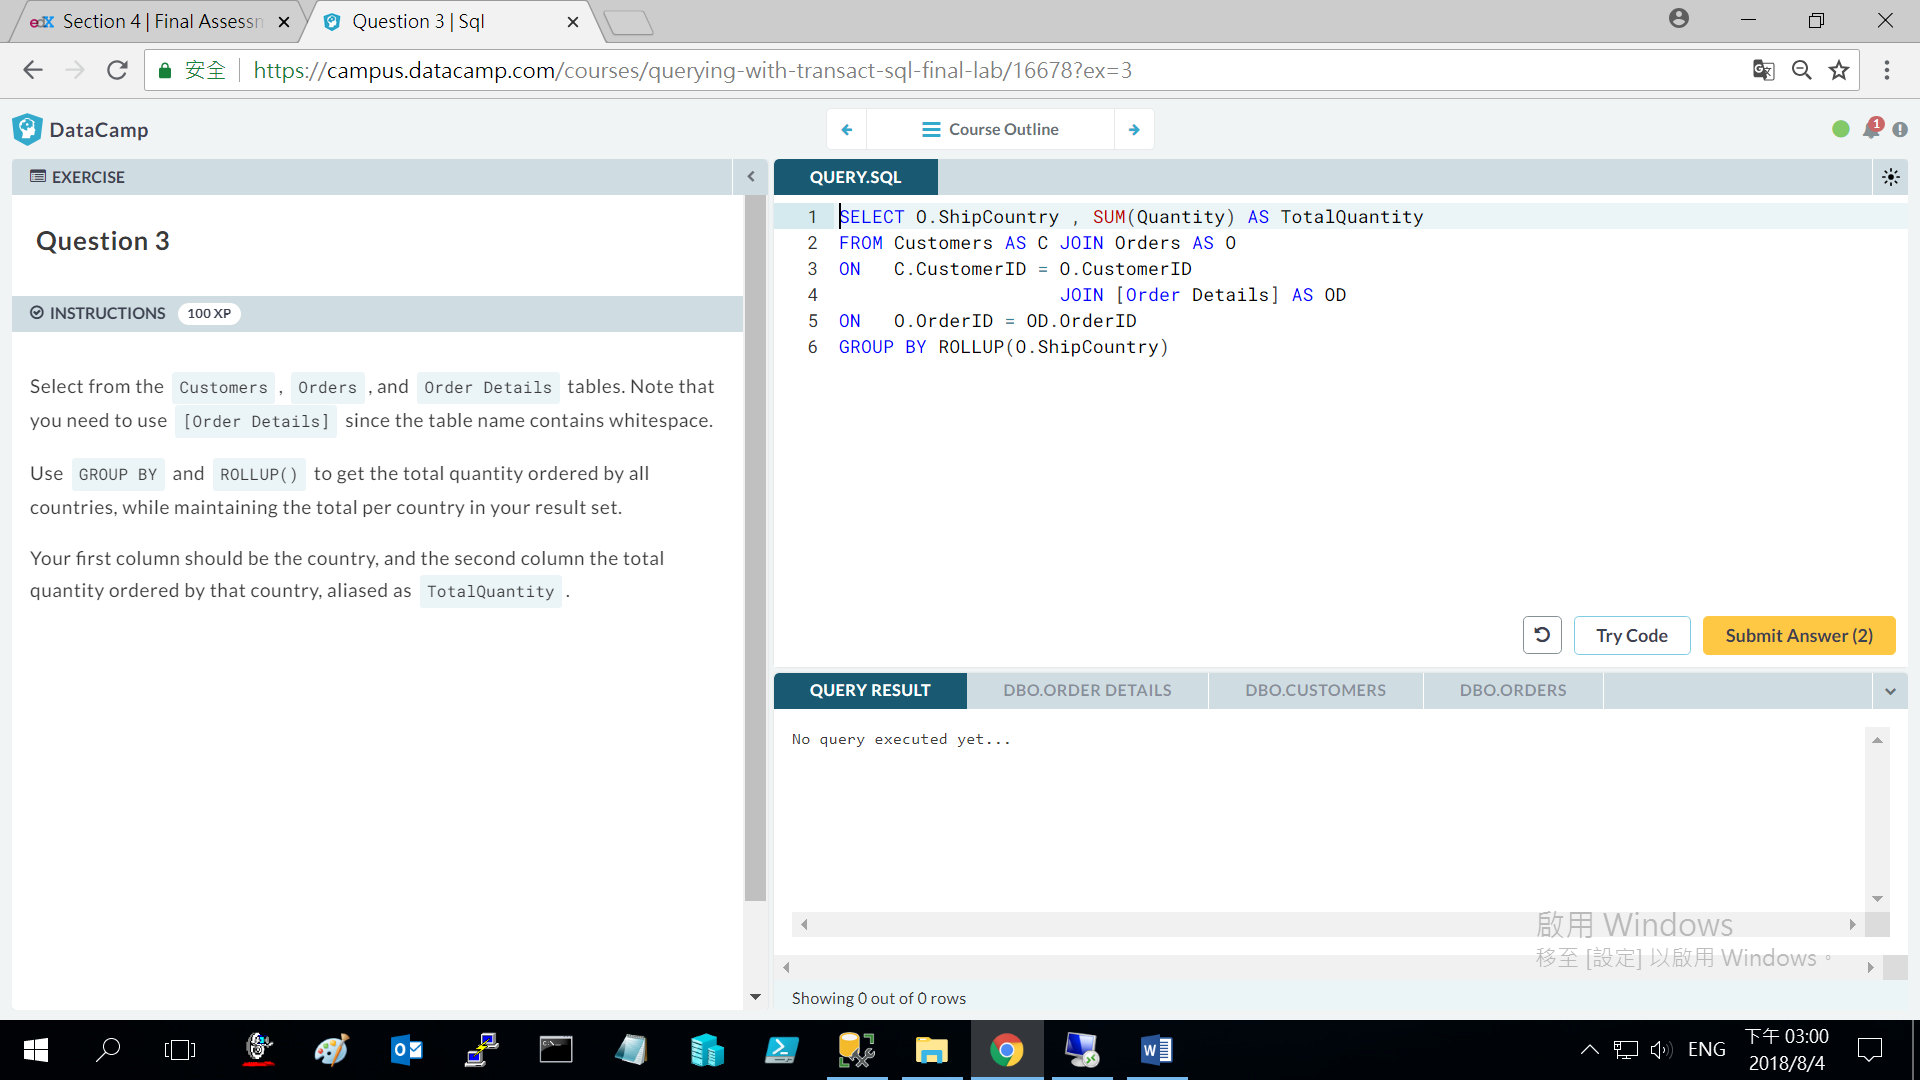 Section 4 | Final Assessm
Question 3 | Sql
安全
https://campus.datacamp.com/courses/querying-with-transact-sql-final-lab/16678?ex=3
DataCamp
Course Outline
1
EXERCISE
Question 3
INSTRUCTIONS 100 XP
Select from the Customers , Orders , and Order Details tables. Note that
you need to use [Order Details] since the table name contains whitespace.
Use GROUP BY and ROLLUP() to get the total quantity ordered by all
countries, while maintaining the total per country in your result set.
Your first column should be the country, and the second column the total
quantity ordered by that country, aliased as TotalQuantity .
QUERY.SQL
1 SELECT O.ShipCountry , SUM(Quantity) AS TotalQuantity
2 FROM Customers AS C JOIN Orders AS O
3 ON C.CustomerID = O.CustomerID
4 JOIN [Order Details] AS OD
5 ON O.OrderID = OD.OrderID
6 GROUP BY ROLLUP(O.ShipCountry)
Try Code
Submit Answer (2)
QUERY RESULT
DBO.ORDER DETAILS
DBO.CUSTOMERS
DBO.ORDERS
No query executed yet...
啟用 Windows
移至 [設定] 以啟用 Windows。
Showing 0 out of 0 rows
ENG
下午 03:00
2018/8/4